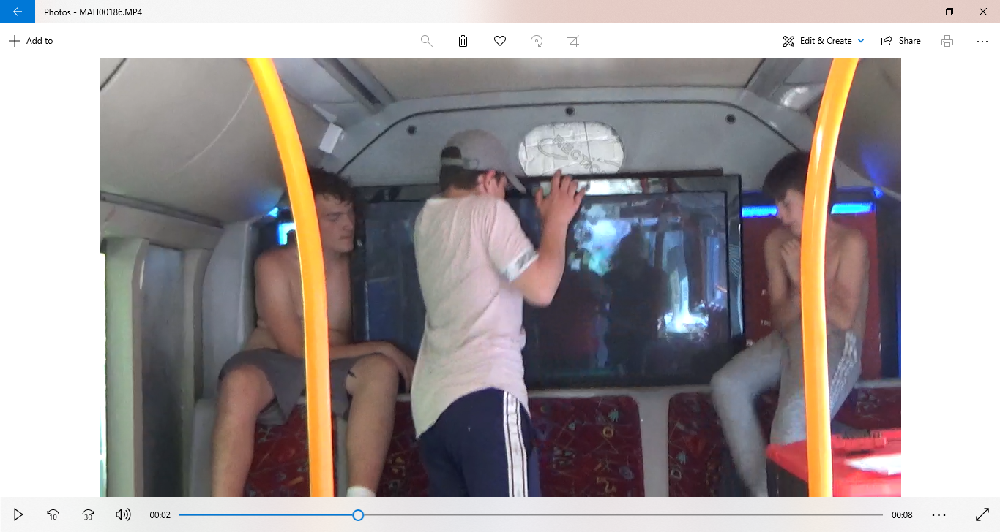 Photos - MAH00186.MP4
Add to
Edit & Create
Share
10
30
00:02
00:08